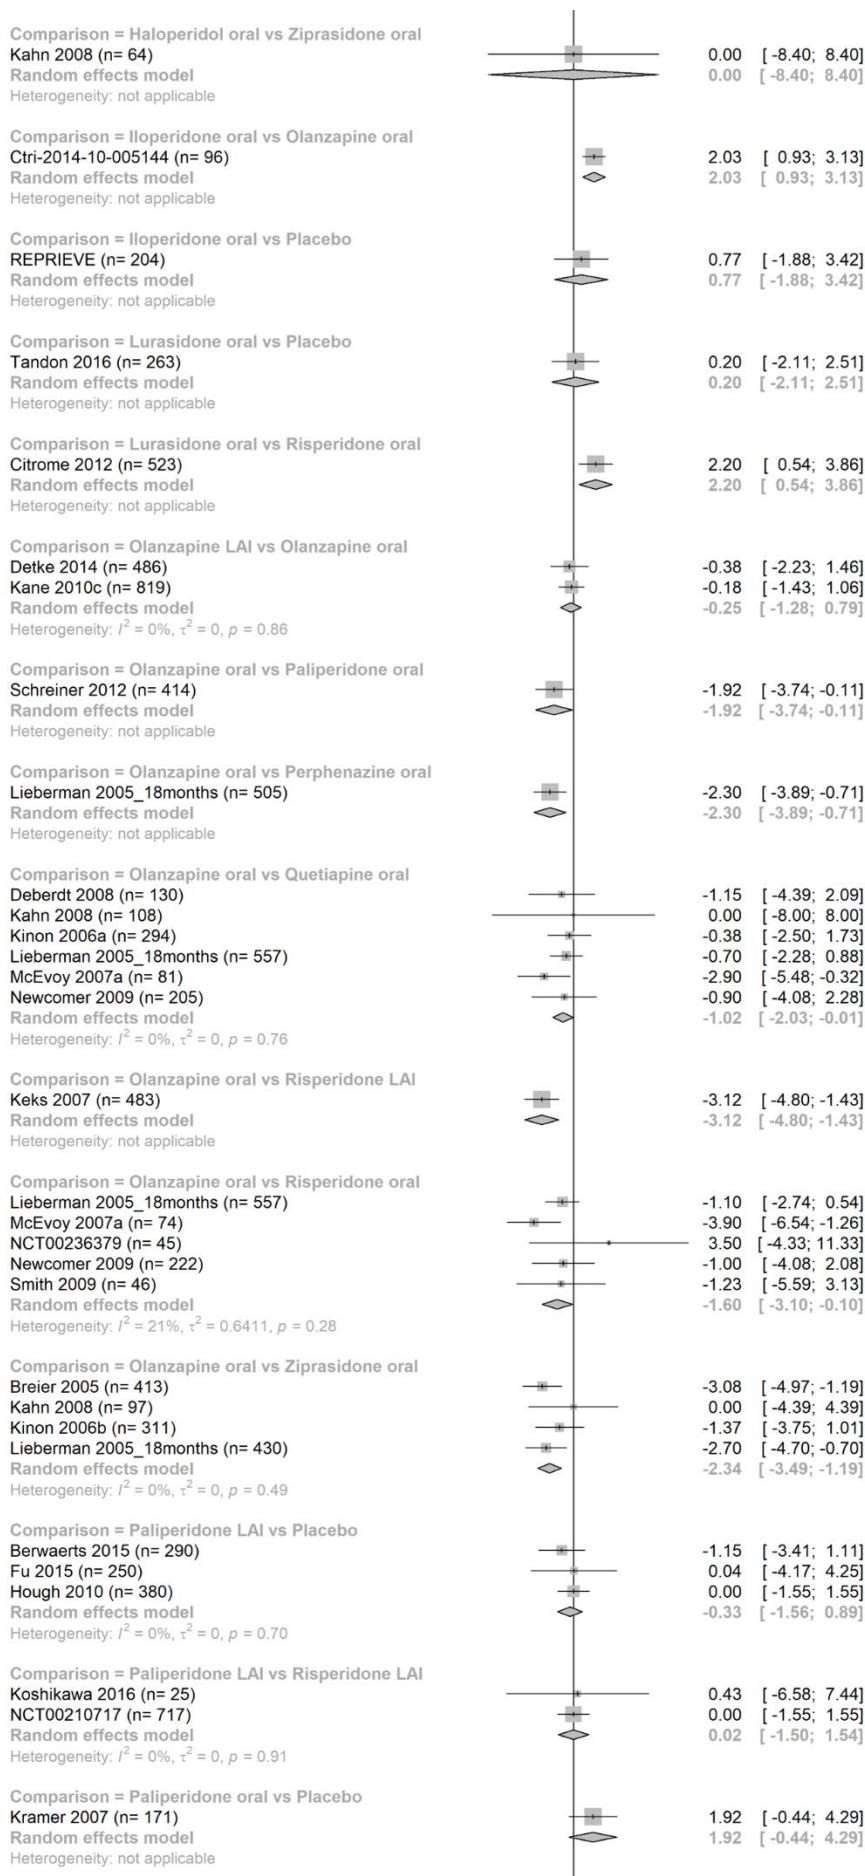 Comparison = Haloperidol oral vs Ziprasidone oral
Kahn 2008 (n= 64) 0.00 [ -8.40; 8.40]
Random effects model 0.00 [ -8.40; 8.40]
Heterogeneity: not applicable
Comparison = Iloperidone oral vs Olanzapine oral
Ctri-2014-10-005144 (n= 96) 2.03 [ 0.93; 3.13]
Random effects model 2.03 [ 0.93; 3.13]
Heterogeneity: not applicable
Comparison = Iloperidone oral vs Placebo
REPRIEVE (n= 204) 0.77 [ -1.88; 3.42]
Random effects model 0.77 [ -1.88; 3.42]
Heterogeneity: not applicable
Comparison = Lurasidone oral vs Placebo
Tandon 2016 (n= 263) 0.20 [ -2.11; 2.51]
Random effects model 0.20 [ -2.11; 2.51]
Heterogeneity: not applicable
Comparison = Lurasidone oral vs Risperidone oral
Citrome 2012 (n= 523) 2.20 [ 0.54; 3.86]
Random effects model 2.20 [ 0.54; 3.86]
Heterogeneity: not applicable
Comparison = Olanzapine LAI vs Olanzapine oral
Detke 2014 (n= 486) -0.38 [ -2.23; 1.46]
Kane 2010c (n= 819) -0.18 [ -1.43; 1.06]
Random effects model -0.25 [ -1.28; 0.79]
Heterogeneity: I² = 0%, τ² = 0, p = 0.86
Comparison = Olanzapine oral vs Paliperidone oral
Schreiner 2012 (n= 414) -1.92 [ -3.74; -0.11]
Random effects model -1.92 [ -3.74; -0.11]
Heterogeneity: not applicable
Comparison = Olanzapine oral vs Perphenazine oral
Lieberman 2005_18months (n= 505) -2.30 [ -3.89; -0.71]
Random effects model -2.30 [ -3.89; -0.71]
Heterogeneity: not applicable
Comparison = Olanzapine oral vs Quetiapine oral
Deberdt 2008 (n= 130) -1.15 [ -4.39; 2.09]
Kahn 2008 (n= 108) 0.00 [ -8.00; 8.00]
Kinon 2006a (n= 294) -0.38 [ -2.50; 1.73]
Lieberman 2005_18months (n= 557) -0.70 [ -2.28; 0.88]
McEvoy 2007a (n= 81) -2.90 [ -5.48; -0.32]
Newcomer 2009 (n= 205) -0.90 [ -4.08; 2.28]
Random effects model -1.02 [ -2.03; -0.01]
Heterogeneity: I² = 0%, τ² = 0, p = 0.76
Comparison = Olanzapine oral vs Risperidone LAI
Keks 2007 (n= 483) -3.12 [ -4.80; -1.43]
Random effects model -3.12 [ -4.80; -1.43]
Heterogeneity: not applicable
Comparison = Olanzapine oral vs Risperidone oral
Lieberman 2005_18months (n= 557) -1.10 [ -2.74; 0.54]
McEvoy 2007a (n= 74) -3.90 [ -6.54; -1.26]
NCT00236379 (n= 45) 3.50 [ -4.33; 11.33]
Newcomer 2009 (n= 222) -1.00 [ -4.08; 2.08]
Smith 2009 (n= 46) -1.23 [ -5.59; 3.13]
Random effects model -1.60 [ -3.10; -0.10]
Heterogeneity: I² = 21%, τ² = 0.6411, p = 0.28
Comparison = Olanzapine oral vs Ziprasidone oral
Breier 2005 (n= 413) -3.08 [ -4.97; -1.19]
Kahn 2008 (n= 97) 0.00 [ -4.39; 4.39]
Kinon 2006b (n= 311) -1.37 [ -3.75; 1.01]
Lieberman 2005_18months (n= 430) -2.70 [ -4.70; -0.70]
Random effects model -2.34 [ -3.49; -1.19]
Heterogeneity: I² = 0%, τ² = 0, p = 0.49
Comparison = Paliperidone LAI vs Placebo
Berwaerts 2015 (n= 290) -1.15 [ -3.41; 1.11]
Fu 2015 (n= 250) 0.04 [ -4.17; 4.25]
Hough 2010 (n= 380) 0.00 [ -1.55; 1.55]
Random effects model -0.33 [ -1.56; 0.89]
Heterogeneity: I² = 0%, τ² = 0, p = 0.70
Comparison = Paliperidone LAI vs Risperidone LAI
Koshikawa 2016 (n= 25) 0.43 [ -6.58; 7.44]
NCT00210717 (n= 717) 0.00 [ -1.55; 1.55]
Random effects model 0.02 [ -1.50; 1.54]
Heterogeneity: I² = 0%, τ² = 0, p = 0.91
Comparison = Paliperidone oral vs Placebo
Kramer 2007 (n= 171) 1.92 [ -0.44; 4.29]
Random effects model 1.92 [ -0.44; 4.29]
Heterogeneity: not applicable